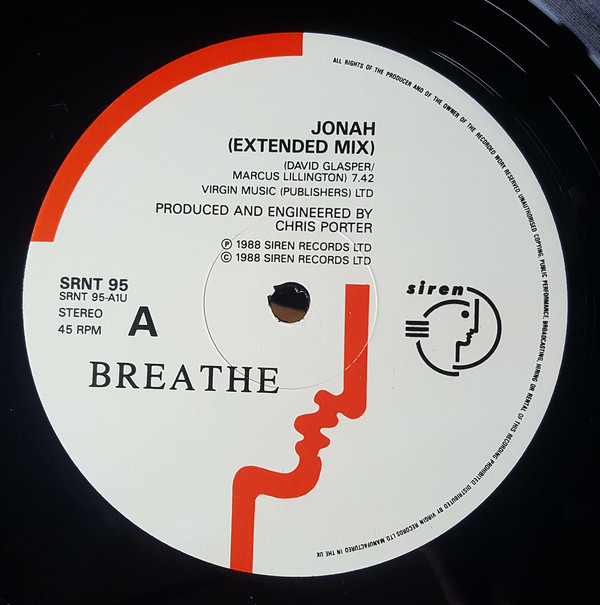 JONAH
(EXTENDED MIX)
(DAVID GLASPER/
MARCUS LILLINGTON) 7.42
VIRGIN MUSIC (PUBLISHERS) LTD
PRODUCED AND ENGINEERED BY
CHRIS PORTER
Ⓟ 1988 SIREN RECORDS LTD
© 1988 SIREN RECORDS LTD
SRNT 95
SRNT 95-A1U
STEREO
45 RPM
A
BREATHE
siren
ALL RIGHTS OF THE PRODUCER AND OF THE OWNER OF THE RECORDED WORK RESERVED. UNAUTHORISED COPYING, PUBLIC PERFORMANCE, BROADCASTING, HIRING OR RENTAL OF THIS RECORDING PROHIBITED. DISTRIBUTED BY VIRGIN RECORDS LTD MANUFACTURED IN THE UK